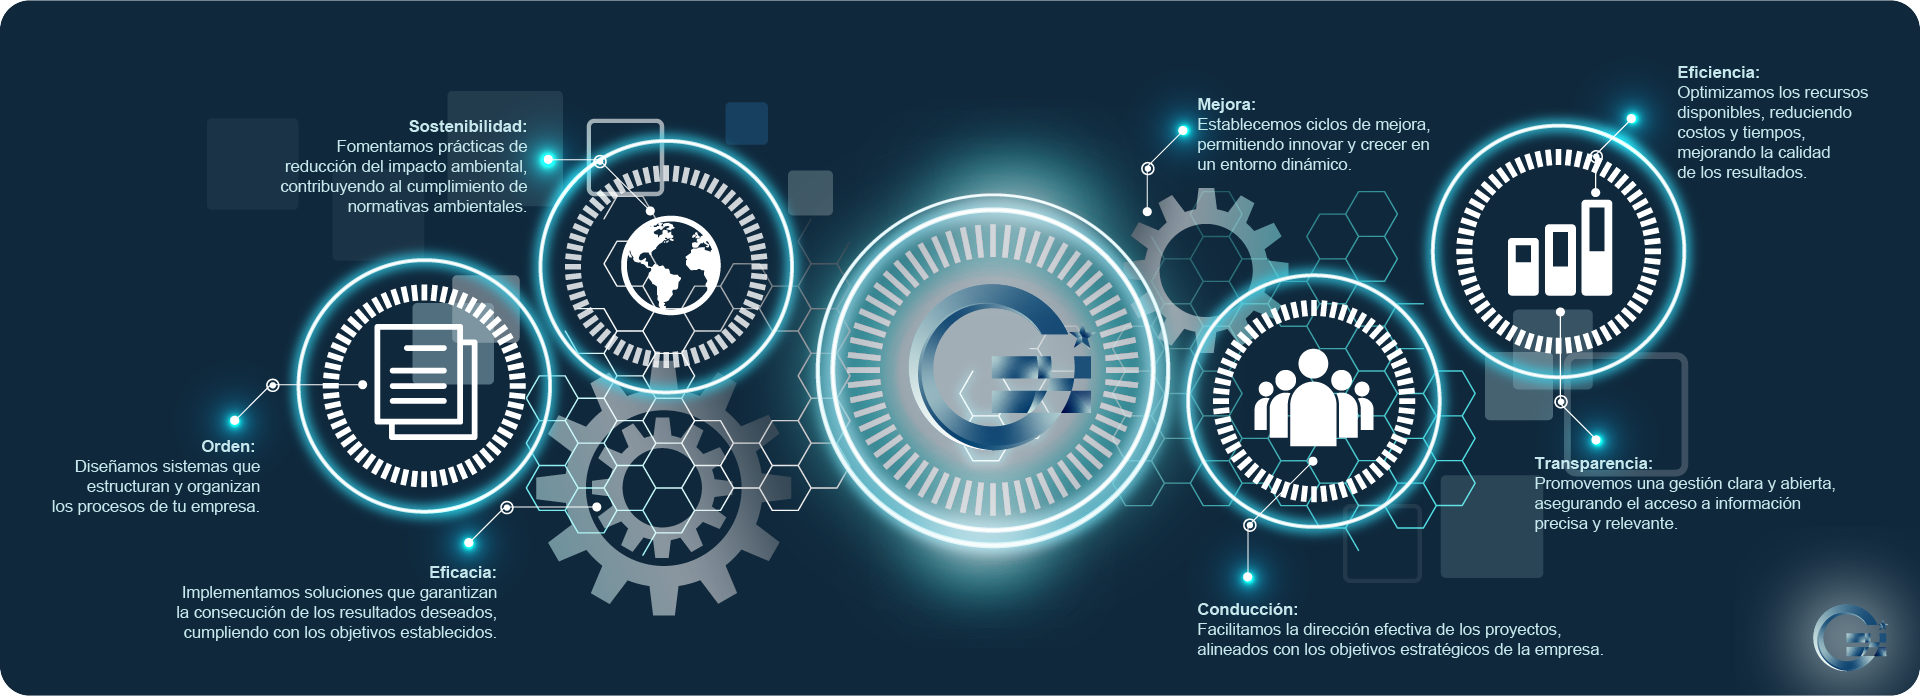 Sostenibilidad:
Fomentamos prácticas de
reducción del impacto ambiental,
contribuyendo al cumplimiento de
normativas ambientales.
Orden:
Diseñamos sistemas que
estructuran y organizan
los procesos de tu empresa.
Eficacia:
Implementamos soluciones que garantizan
la consecución de los resultados deseados,
cumpliendo con los objetivos establecidos.
Mejora:
Establecemos ciclos de mejora,
permitiendo innovar y crecer en
un entorno dinámico.
Eficiencia:
Optimizamos los recursos
disponibles, reduciendo
costos y tiempos,
mejorando la calidad
de los resultados.
Transparencia:
Promovemos una gestión clara y abierta,
asegurando el acceso a información
precisa y relevante.
Conducción:
Facilitamos la dirección efectiva de los proyectos,
alineados con los objetivos estratégicos de la empresa.